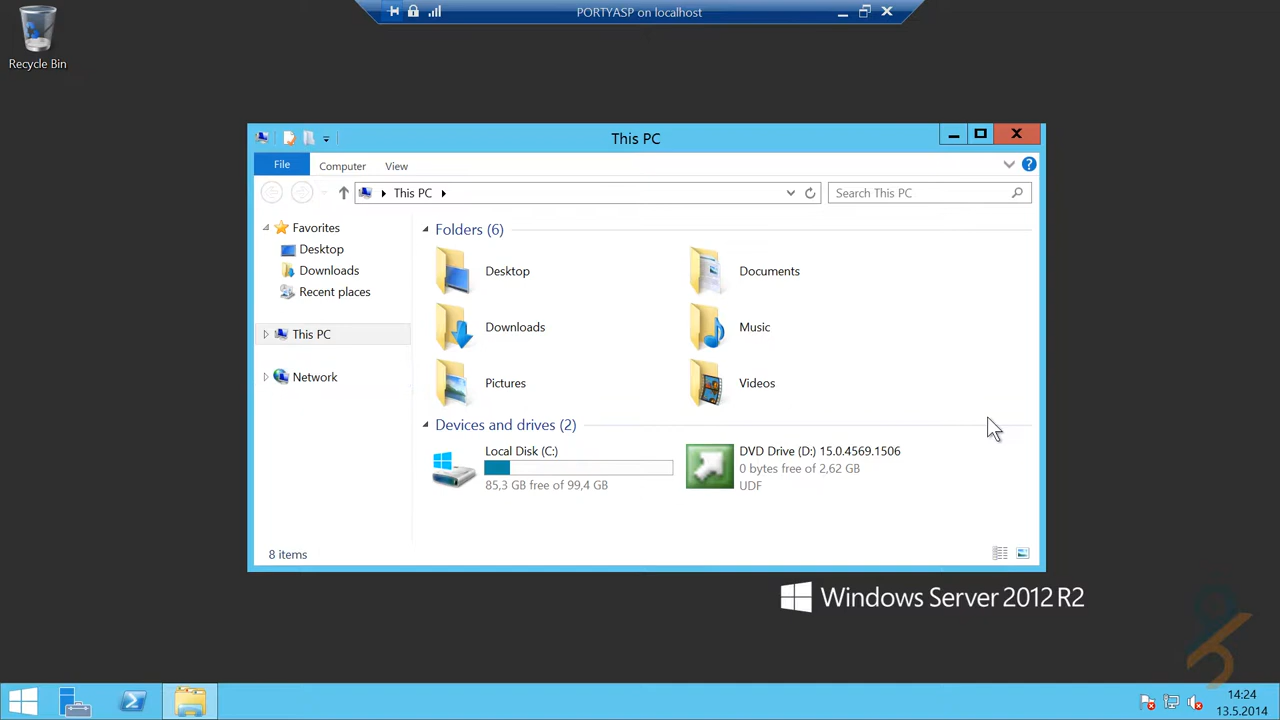 PORTYASP on localhost
Recycle Bin
This PC
File Computer View
This PC
Search This PC
Favorites
Desktop
Downloads
Recent places
This PC
Network
Folders (6)
Desktop
Documents
Downloads
Music
Pictures
Videos
Devices and drives (2)
Local Disk (C:)
85,3 GB free of 99,4 GB
DVD Drive (D:) 15.0.4569.1506
0 bytes free of 2,62 GB
UDF
8 items
Windows Server 2012 R2
14:24
13.5.2014